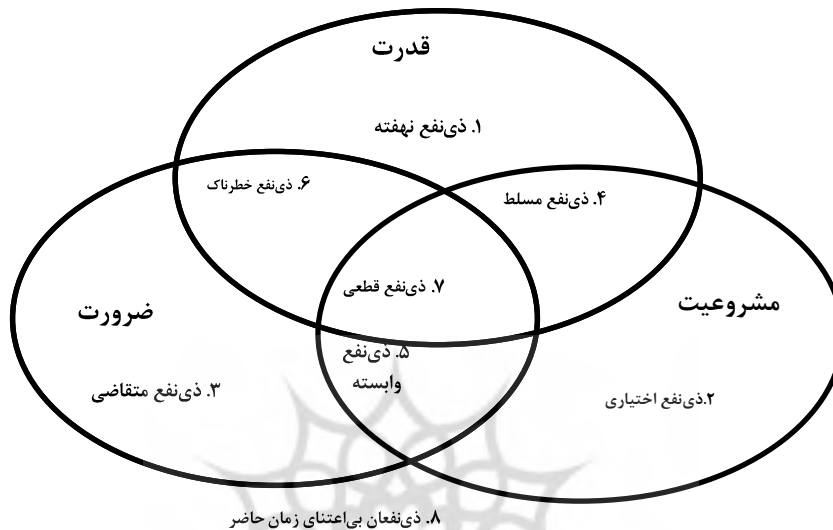 قدرت
۱. ذی‌نفع نهفته
۶. ذی‌نفع خطرناک
۴. ذی‌نفع مسلط
۷. ذی‌نفع قطعی
مشروعیت
ضرورت
۵. ذی‌نفع
وابسته
۳. ذی‌نفع متقاضی
۲.ذی‌نفع اختیاری
۸. ذی‌نفعان بی‌اعتنای زمان حاضر